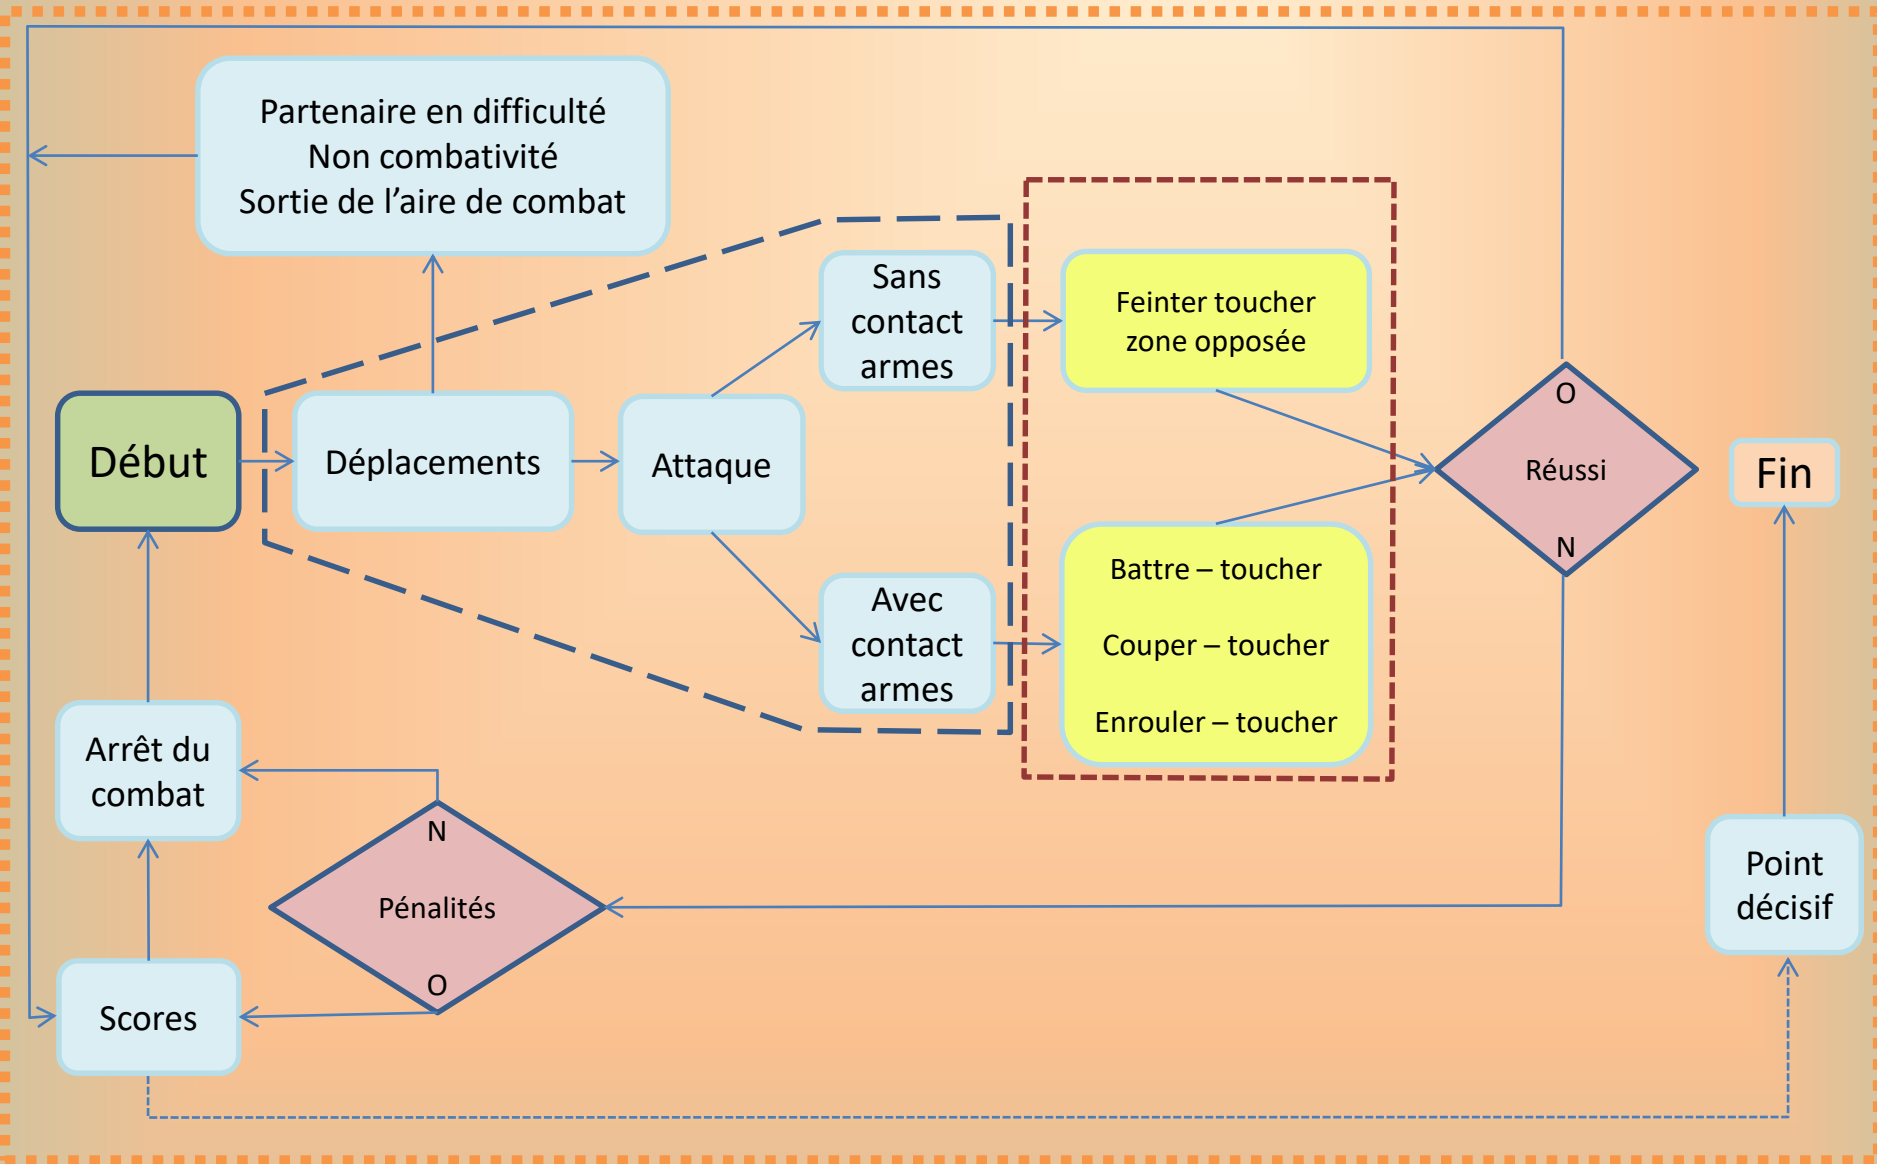 Partenaire en difficulté
Non combativité
Sortie de l’aire de combat
Sans
contact
armes
Feinter toucher
zone opposée
O
Réussi
N
Début
Déplacements
Attaque
Fin
Avec
contact
armes
Battre – toucher
Couper – toucher
Enrouler – toucher
Arrêt du
combat
N
Pénalités
O
Scores
Point
décisif